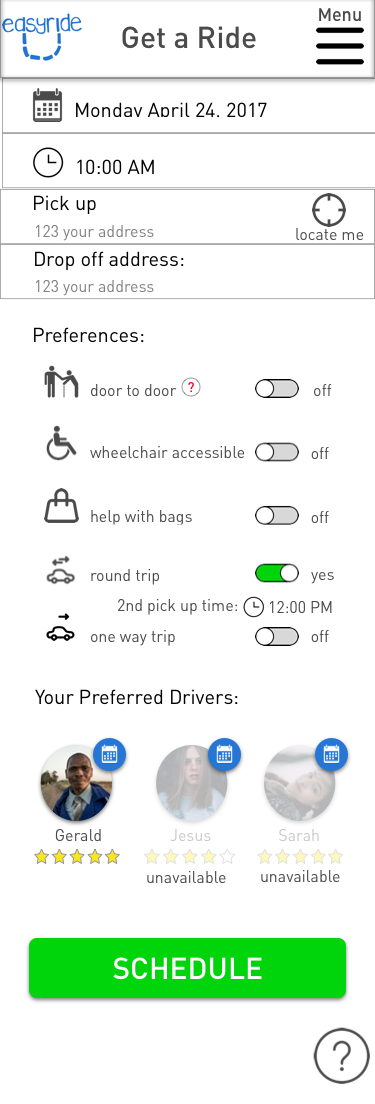 easyride
Get a Ride
Menu
Monday April 24, 2017
10:00 AM
Pick up
123 your address
locate me
Drop off address:
123 your address
Preferences:
door to door ? off
wheelchair accessible off
help with bags off
round trip yes
2nd pick up time: 12:00 PM
one way trip off
Your Preferred Drivers:
Gerald Jesus Sarah
unavailable unavailable
SCHEDULE
?